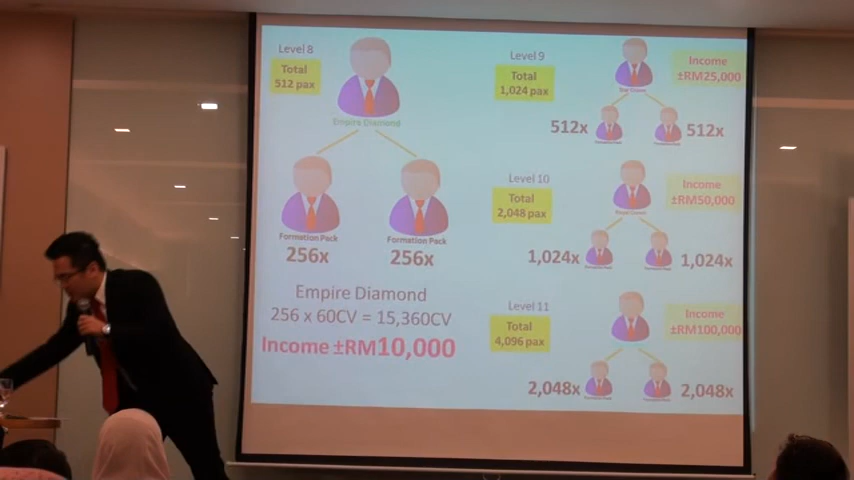 Level 8
Total
512 pax
Empire Diamond
Formation Pack
Formation Pack
256x
256x
Empire Diamond
256 x 60CV = 15,360CV
Income ±RM10,000
Level 9
Total
1,024 pax
Income
±RM25,000
512x
512x
Level 10
Total
2,048 pax
Income
±RM50,000
1,024x
1,024x
Level 11
Total
4,096 pax
Income
±RM100,000
2,048x
2,048x